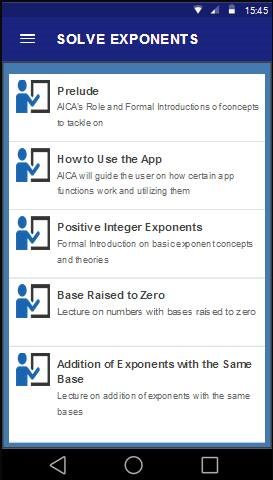 15:45
SOLVE EXPONENTS
Prelude
AICA's Role and Formal Introductions of concepts
to tackle on
How to Use the App
AICA will guide the user on how certain app
functions work and utilizing them
Positive Integer Exponents
Formal Introduction on basic exponent concepts
and theories
Base Raised to Zero
Lecture on numbers with bases raised to zero
Addition of Exponents with the Same
Base
Lecture on addition of exponents with the same
bases